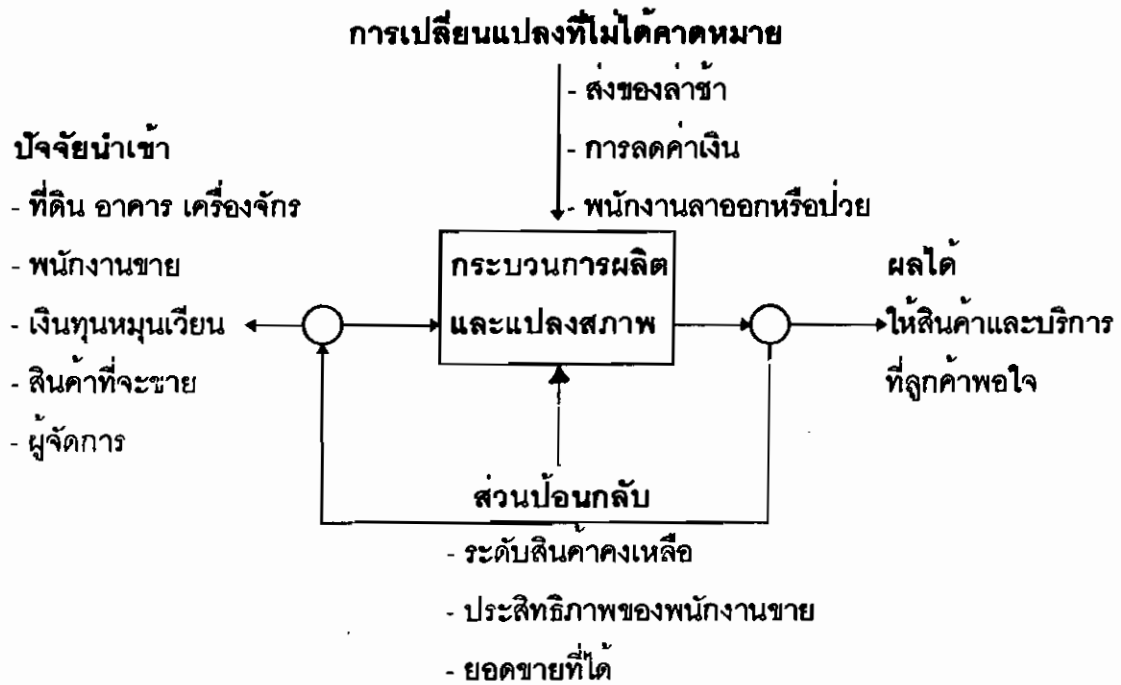 การเปลี่ยนแปลงที่ไม่ได้คาดหมาย
- ส่งของล่าช้า
- การลดค่าเงิน
- พนักงานลาออกหรือป่วย
ปัจจัยนำเข้า
- ที่ดิน อาคาร เครื่องจักร
- พนักงานขาย
- เงินทุนหมุนเวียน
- สินค้าที่จะขาย
- ผู้จัดการ
กระบวนการผลิต
และแปลงสภาพ
ผลได้
ให้สินค้าและบริการ
ที่ลูกค้าพอใจ
ส่วนป้อนกลับ
- ระดับสินค้าคงเหลือ
- ประสิทธิภาพของพนักงานขาย
- ยอดขายที่ได้